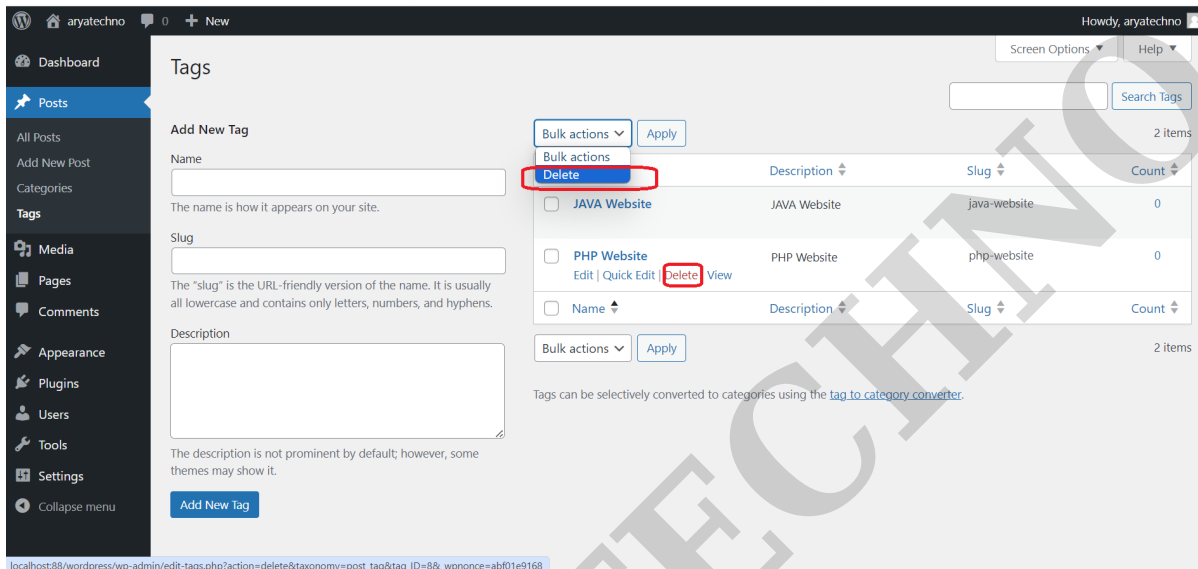 aryatechno 0 + New Howdy, aryatechno
Screen Options Help
Dashboard
Posts
All Posts
Add New Post
Categories
Tags
Media
Pages
Comments
Appearance
Plugins
Users
Tools
Settings
Collapse menu
Tags
Search Tags
Add New Tag
Name
The name is how it appears on your site.
Slug
The "slug" is the URL-friendly version of the name. It is usually
all lowercase and contains only letters, numbers, and hyphens.
Description
The description is not prominent by default; however, some
themes may show it.
Add New Tag
Bulk actions Apply 2 items
Bulk actions
Delete
Description Slug Count
JAVA Website JAVA Website java-website 0
PHP Website PHP Website php-website 0
Edit | Quick Edit | Delete | View
Name Description Slug Count
Bulk actions Apply 2 items
Tags can be selectively converted to categories using the tag to category converter.
localhost:88/wordpress/wp-admin/edit-tags.php?action=delete&taxonomy=post_tag&tag_ID=8&_wpnonce=abf01e9168
TECHNO